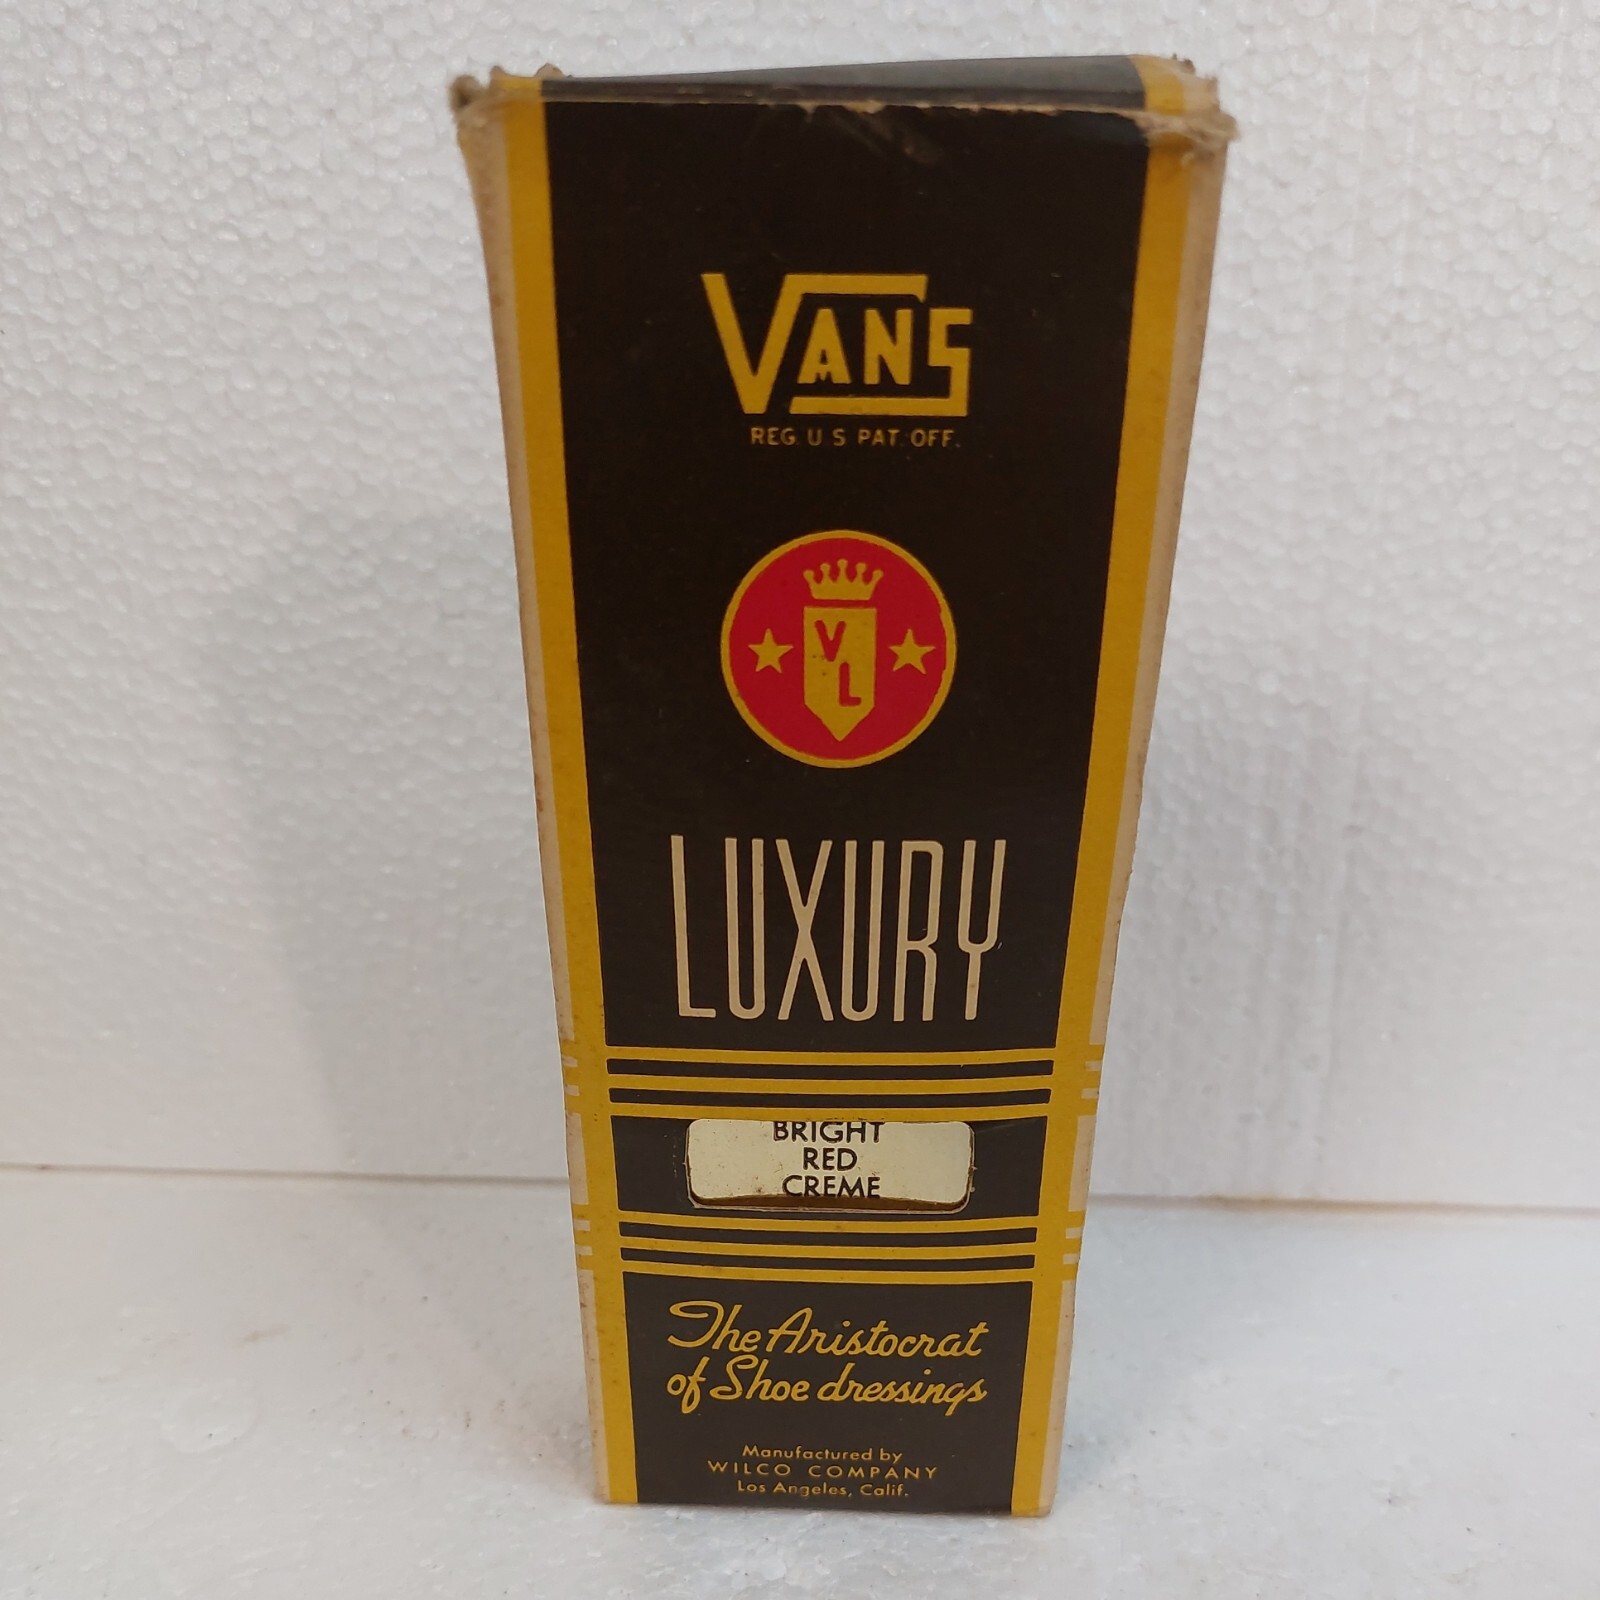 VANS
REG. U S PAT. OFF.
V
L
LUXURY
BRIGHT
RED
CREME
The Aristocrat
of Shoe dressings
Manufactured by
WILCO COMPANY
Los Angeles, Calif.